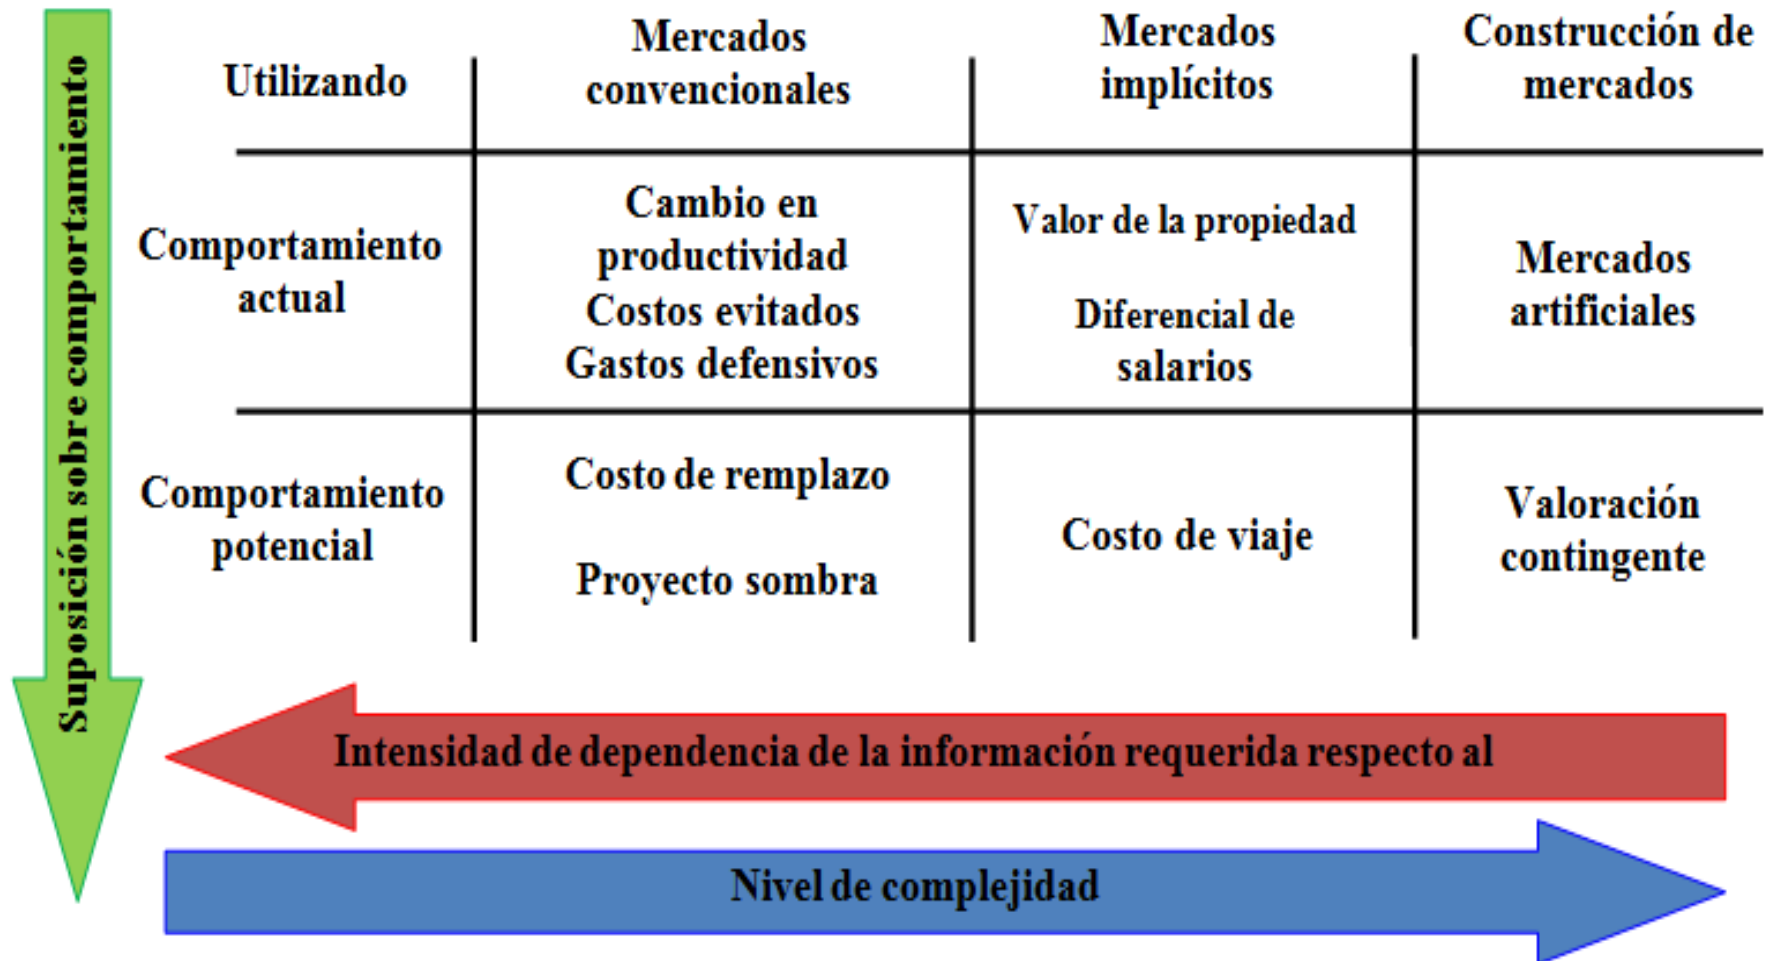 Suposición sobre comportamiento
Utilizando
Mercados
convencionales
Mercados
implícitos
Construcción de
mercados
Comportamiento
actual
Cambio en
productividad
Costos evitados
Gastos defensivos
Valor de la propiedad
Diferencial de
salarios
Mercados
artificiales
Comportamiento
potencial
Costo de remplazo
Proyecto sombra
Costo de viaje
Valoración
contingente
Intensidad de dependencia de la información requerida respecto al
Nivel de complejidad